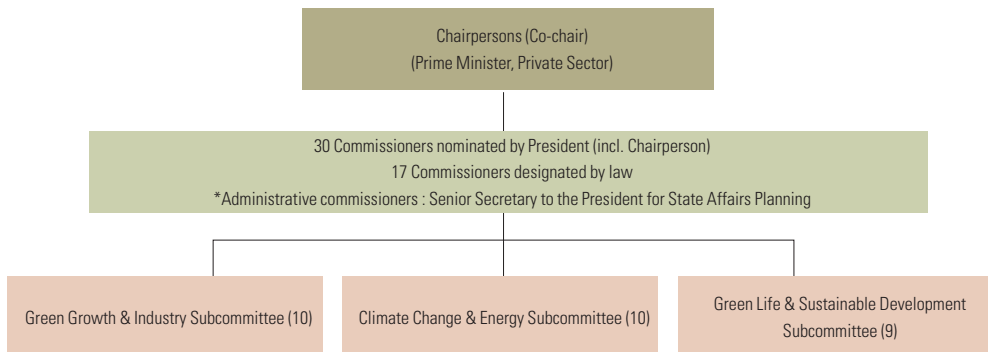 Chairpersons (Co-chair)
(Prime Minister, Private Sector)
30 Commissioners nominated by President (incl. Chairperson)
17 Commissioners designated by law
*Administrative commissioners : Senior Secretary to the President for State Affairs Planning
Green Growth & Industry Subcommittee (10)
Climate Change & Energy Subcommittee (10)
Green Life & Sustainable Development
Subcommittee (9)